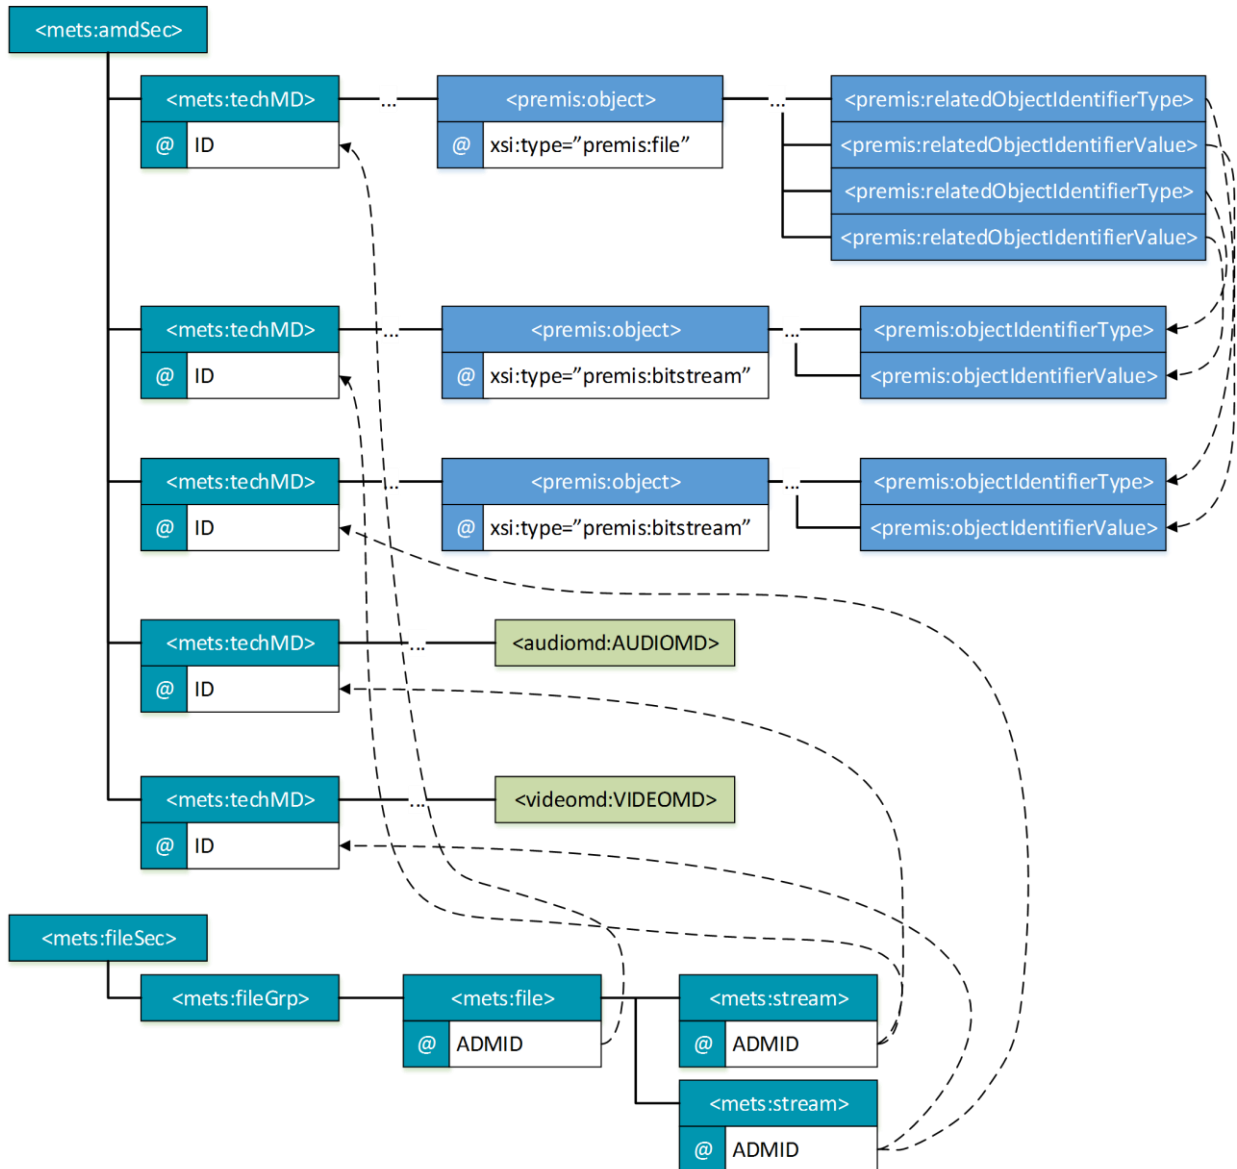 <mets:amdSec>
<mets:techMD> ... <premis:object> ... <premis:relatedObjectIdentifierType>
@ ID @ xsi:type=”premis:file” <premis:relatedObjectIdentifierValue>
<premis:relatedObjectIdentifierType>
<premis:relatedObjectIdentifierValue>
<mets:techMD> ... <premis:object> ... <premis:objectIdentifierType>
@ ID @ xsi:type=”premis:bitstream” <premis:objectIdentifierValue>
<mets:techMD> ... <premis:object> ... <premis:objectIdentifierType>
@ ID @ xsi:type=”premis:bitstream” <premis:objectIdentifierValue>
<mets:techMD> ... <audiomd:AUDIOMD>
@ ID
<mets:techMD> ... <videomd:VIDEOMD>
@ ID
<mets:fileSec>
<mets:fileGrp> <mets:file> <mets:stream>
@ ADMID @ ADMID
<mets:stream>
@ ADMID